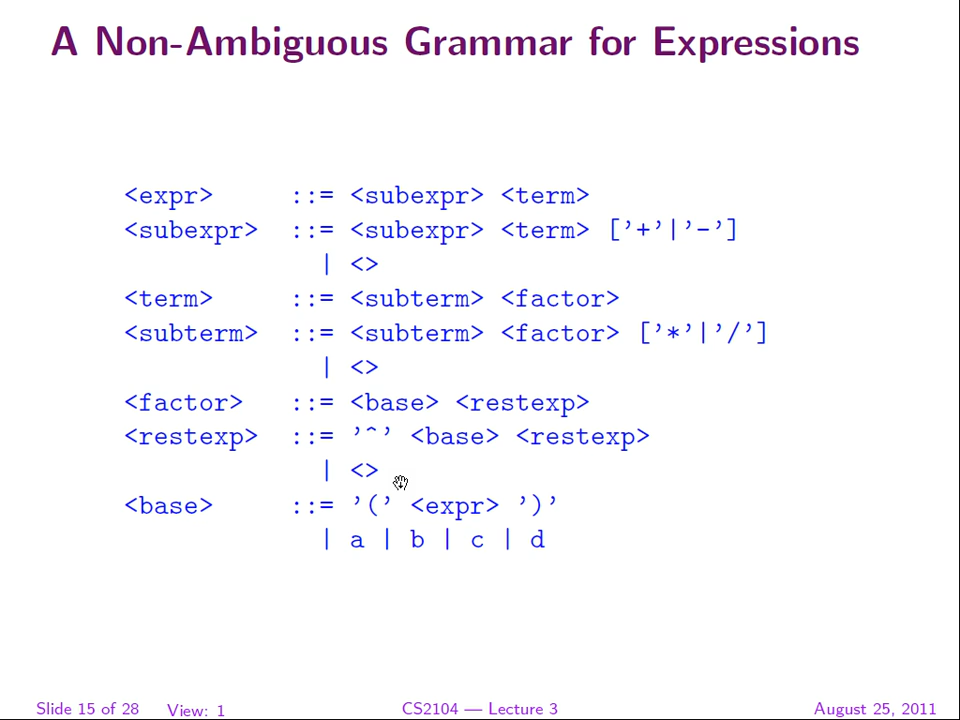 A Non-Ambiguous Grammar for Expressions
<expr> ::= <subexpr> <term>
<subexpr> ::= <subexpr> <term> ['+'|'-']
| <>
<term> ::= <subterm> <factor>
<subterm> ::= <subterm> <factor> ['*'|'/']
| <>
<factor> ::= <base> <restexp>
<restexp> ::= '^' <base> <restexp>
| <>
<base> ::= '(' <expr> ')'
| a | b | c | d
Slide 15 of 28 View: 1 CS2104 — Lecture 3 August 25, 2011